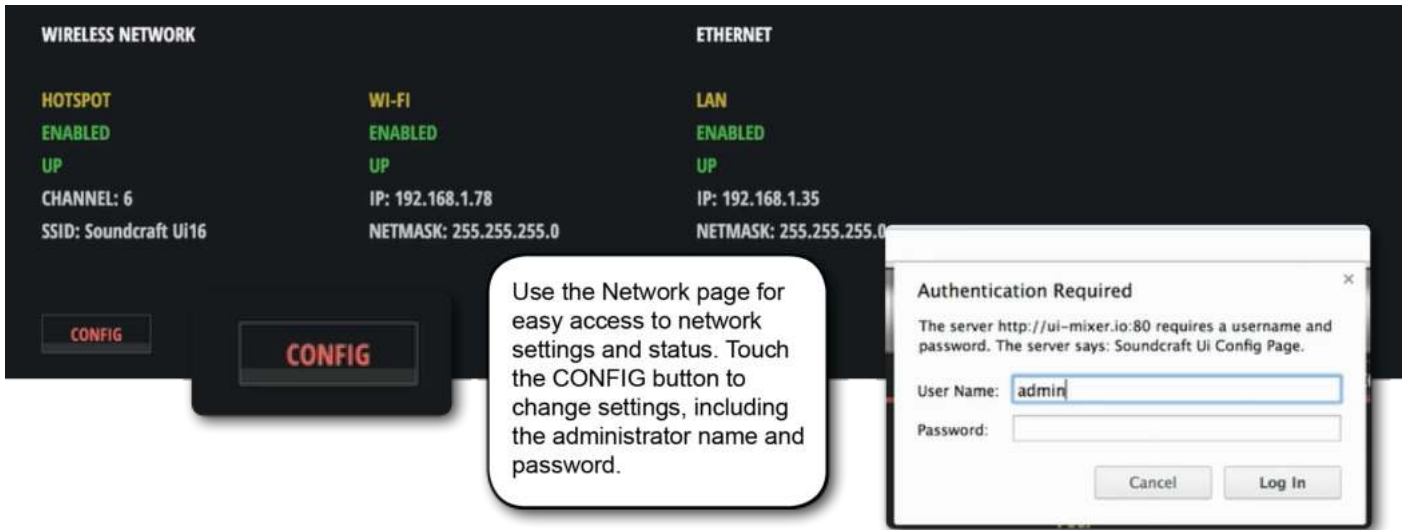 WIRELESS NETWORK
ETHERNET
HOTSPOT
WI-FI
LAN
ENABLED
ENABLED
ENABLED
UP
UP
UP
CHANNEL: 6
IP: 192.168.1.78
IP: 192.168.1.35
SSID: Soundcraft Ui16
NETMASK: 255.255.255.0
NETMASK: 255.255.255.0
CONFIG
CONFIG
Use the Network page for
easy access to network
settings and status. Touch
the CONFIG button to
change settings, including
the administrator name and
password.
Authentication Required
×
The server http://ui-mixer.io:80 requires a username and
password. The server says: Soundcraft Ui Config Page.
User Name: admin
Password:
Cancel
Log In